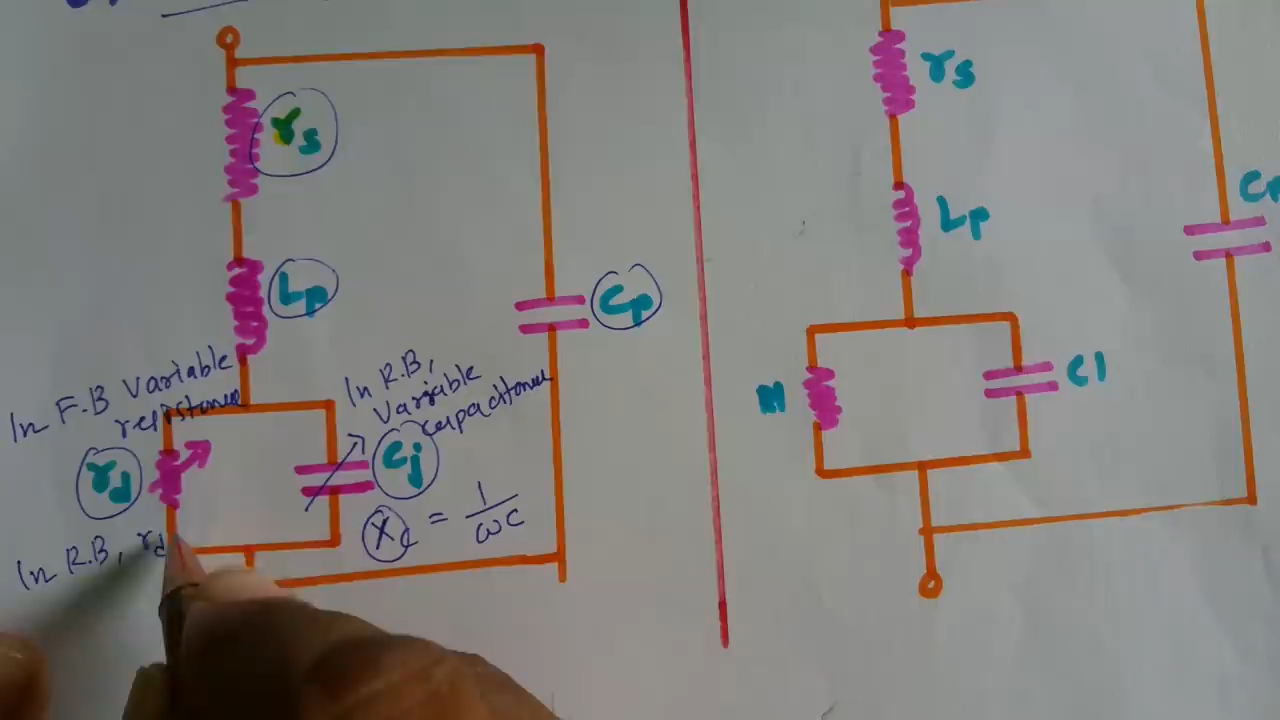 rs
Lp
Cp
In F.B Variable
resistance
In R.B,
Variable
capacitance
rd
Cj
Xc = 1/ωC
In R.B, rd
rs
Lp
C1